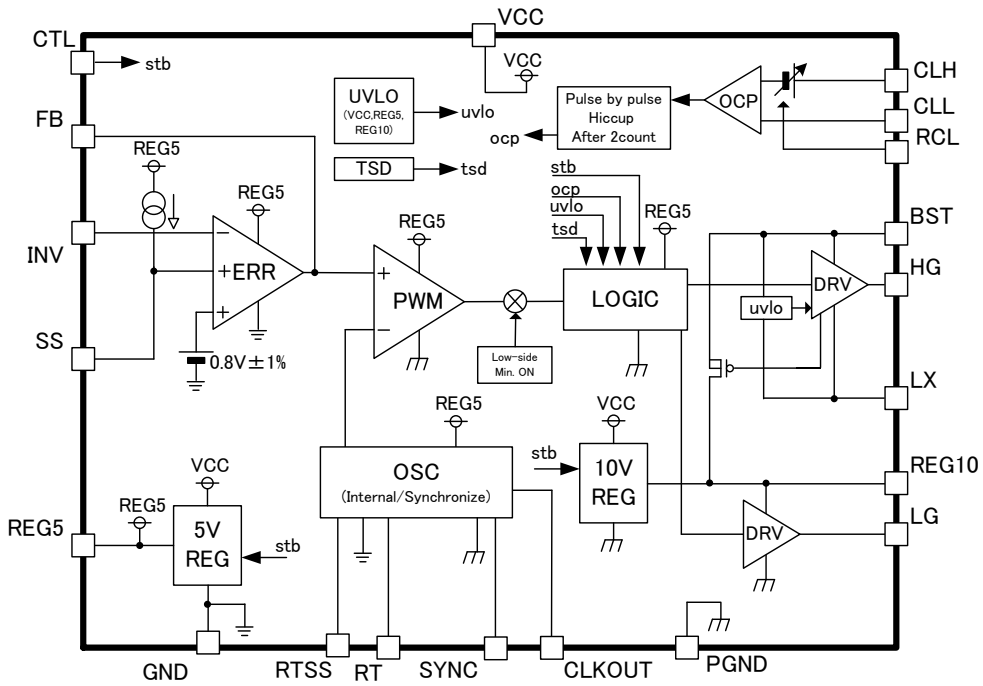 VCC
CTL
stb
VCC
CLH
CLL
RCL
OCP
Pulse by pulse
Hiccup
After 2count
ocp
UVLO
(VCC,REG5,
REG10)
uvlo
TSD
tsd
FB
REG5
REG5
INV
−
+ERR
+
0.8V±1%
SS
REG5
+
PWM
−
Low-side
Min. ON
stb
ocp
uvlo
tsd
REG5
LOGIC
BST
DRV
HG
uvlo
LX
REG5
OSC
(Internal/Synchronize)
VCC
stb
10V
REG
REG10
DRV
LG
VCC
REG5
REG5
5V
REG
stb
GND
RTSS
RT
SYNC
CLKOUT
PGND